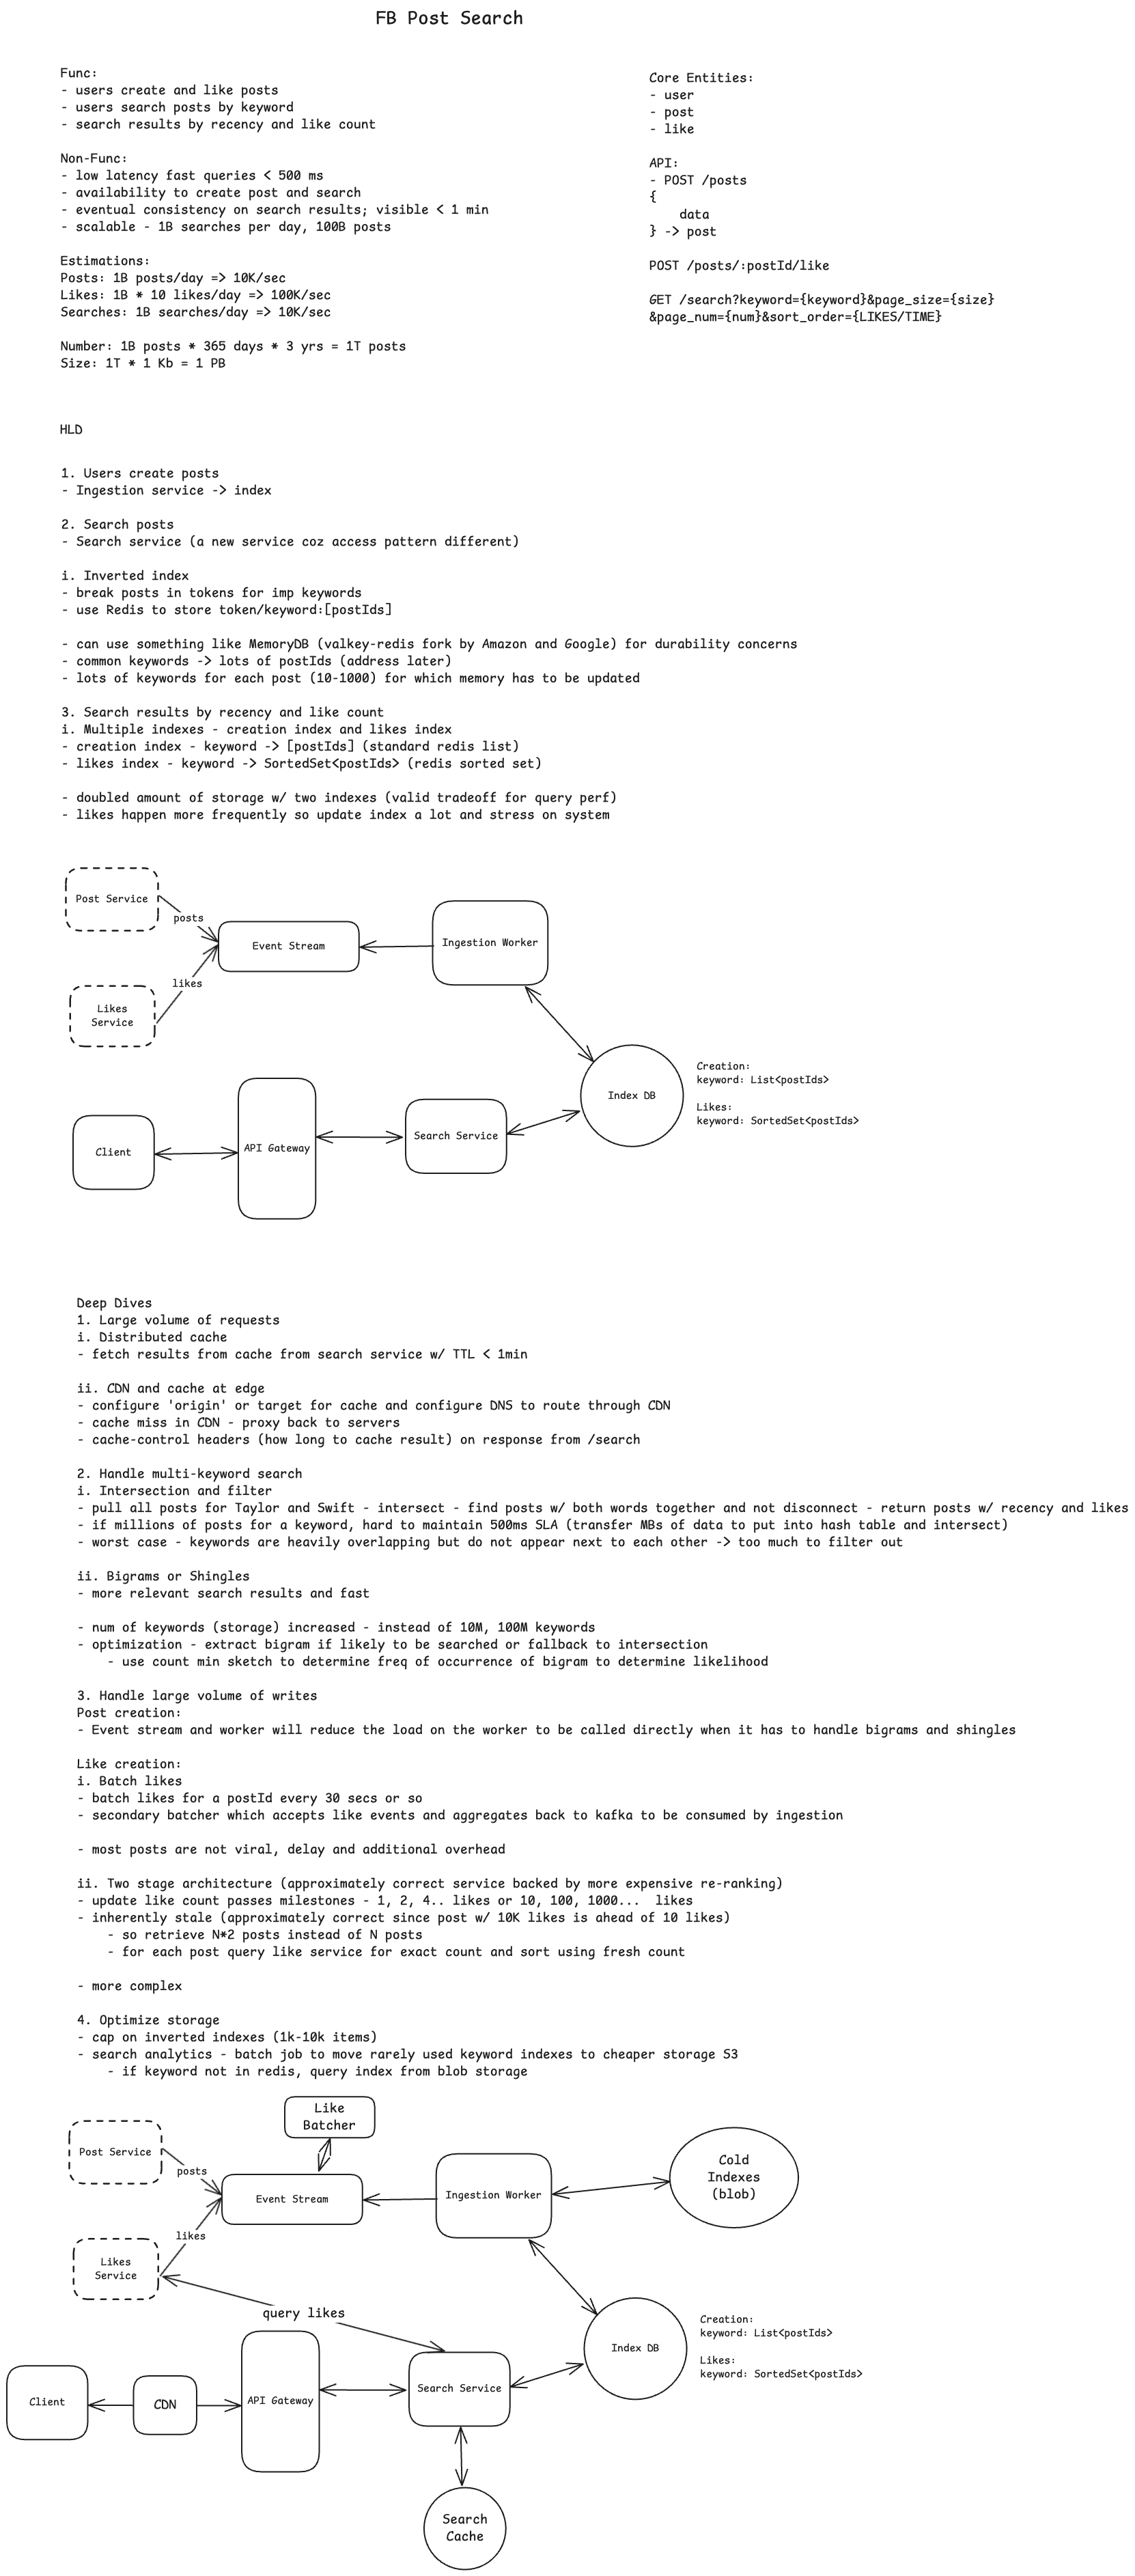 FB Post Search
Func:
- users create and like posts
- users search posts by keyword
- search results by recency and like count
Non-Func:
- low latency fast queries < 500 ms
- availability to create post and search
- eventual consistency on search results; visible < 1 min
- scalable - 1B searches per day, 100B posts
Estimations:
Posts: 1B posts/day => 10K/sec
Likes: 1B * 10 likes/day => 100K/sec
Searches: 1B searches/day => 10K/sec
Number: 1B posts * 365 days * 3 yrs = 1T posts
Size: 1T * 1 Kb = 1 PB
Core Entities:
- user
- post
- like
API:
- POST /posts
{
data
} -> post
POST /posts/:postId/like
GET /search?keyword={keyword}&page_size={size}
&page_num={num}&sort_order={LIKES/TIME}
HLD
1. Users create posts
- Ingestion service -> index
2. Search posts
- Search service (a new service coz access pattern different)
i. Inverted index
- break posts in tokens for imp keywords
- use Redis to store token/keyword:[postIds]
- can use something like MemoryDB (valkey-redis fork by Amazon and Google) for durability concerns
- common keywords -> lots of postIds (address later)
- lots of keywords for each post (10-1000) for which memory has to be updated
3. Search results by recency and like count
i. Multiple indexes - creation index and likes index
- creation index - keyword -> [postIds] (standard redis list)
- likes index - keyword -> SortedSet<postIds> (redis sorted set)
- doubled amount of storage w/ two indexes (valid tradeoff for query perf)
- likes happen more frequently so update index a lot and stress on system
Post Service
posts
Event Stream
Ingestion Worker
likes
Likes
Service
Creation:
keyword: List<postIds>
Likes:
keyword: SortedSet<postIds>
Index DB
Search Service
API Gateway
Client
Deep Dives
1. Large volume of requests
i. Distributed cache
- fetch results from cache from search service w/ TTL < 1min
ii. CDN and cache at edge
- configure 'origin' or target for cache and configure DNS to route through CDN
- cache miss in CDN - proxy back to servers
- cache-control headers (how long to cache result) on response from /search
2. Handle multi-keyword search
i. Intersection and filter
- pull all posts for Taylor and Swift - intersect - find posts w/ both words together and not disconnect - return posts w/ recency and likes
- if millions of posts for a keyword, hard to maintain 500ms SLA (transfer MBs of data to put into hash table and intersect)
- worst case - keywords are heavily overlapping but do not appear next to each other -> too much to filter out
ii. Bigrams or Shingles
- more relevant search results and fast
- num of keywords (storage) increased - instead of 10M, 100M keywords
- optimization - extract bigram if likely to be searched or fallback to intersection
- use count min sketch to determine freq of occurrence of bigram to determine likelihood
3. Handle large volume of writes
Post creation:
- Event stream and worker will reduce the load on the worker to be called directly when it has to handle bigrams and shingles
Like creation:
i. Batch likes
- batch likes for a postId every 30 secs or so
- secondary batcher which accepts like events and aggregates back to kafka to be consumed by ingestion
- most posts are not viral, delay and additional overhead
ii. Two stage architecture (approximately correct service backed by more expensive re-ranking)
- update like count passes milestones - 1, 2, 4.. likes or 10, 100, 1000... likes
- inherently stale (approximately correct since post w/ 10K likes is ahead of 10 likes)
- so retrieve N*2 posts instead of N posts
- for each post query like service for exact count and sort using fresh count
- more complex
4. Optimize storage
- cap on inverted indexes (1k-10k items)
- search analytics - batch job to move rarely used keyword indexes to cheaper storage S3
- if keyword not in redis, query index from blob storage
Like
Batcher
Post Service
posts
Event Stream
Ingestion Worker
Cold
Indexes
(blob)
likes
Likes
Service
query likes
Creation:
keyword: List<postIds>
Likes:
keyword: SortedSet<postIds>
Index DB
Search Service
API Gateway
CDN
Client
Search
Cache